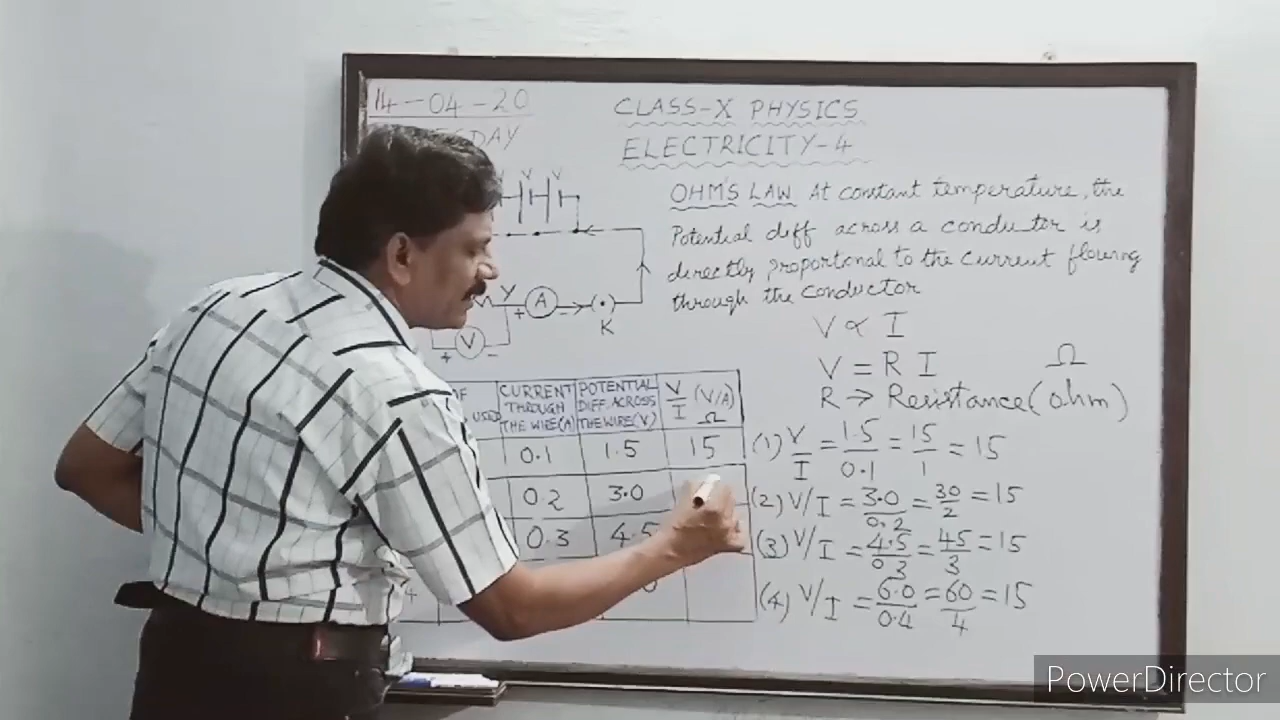 14-04-20
CLASS-X PHYSICS
ELECTRICITY-4
V V
OHM'S LAW At constant temperature, the
Potential diff across a conductor is
directly proportional to the current flowing
through the conductor
Y + A - (•)
K
+ V -
V ∝ I
V = R I Ω
R → Resistance (ohm)
USED
CURRENT THROUGH THE WIRE(A)
POTENTIAL DIFF. ACROSS THE WIRE(V)
V/I (V/A) Ω
0.1 1.5 15
0.2 3.0
0.3 4.5
4
(1) V/I = 1.5/0.1 = 15/1 = 15
(2) V/I = 3.0/0.2 = 30/2 = 15
(3) V/I = 4.5/0.3 = 45/3 = 15
(4) V/I = 6.0/0.4 = 60/4 = 15
PowerDirector